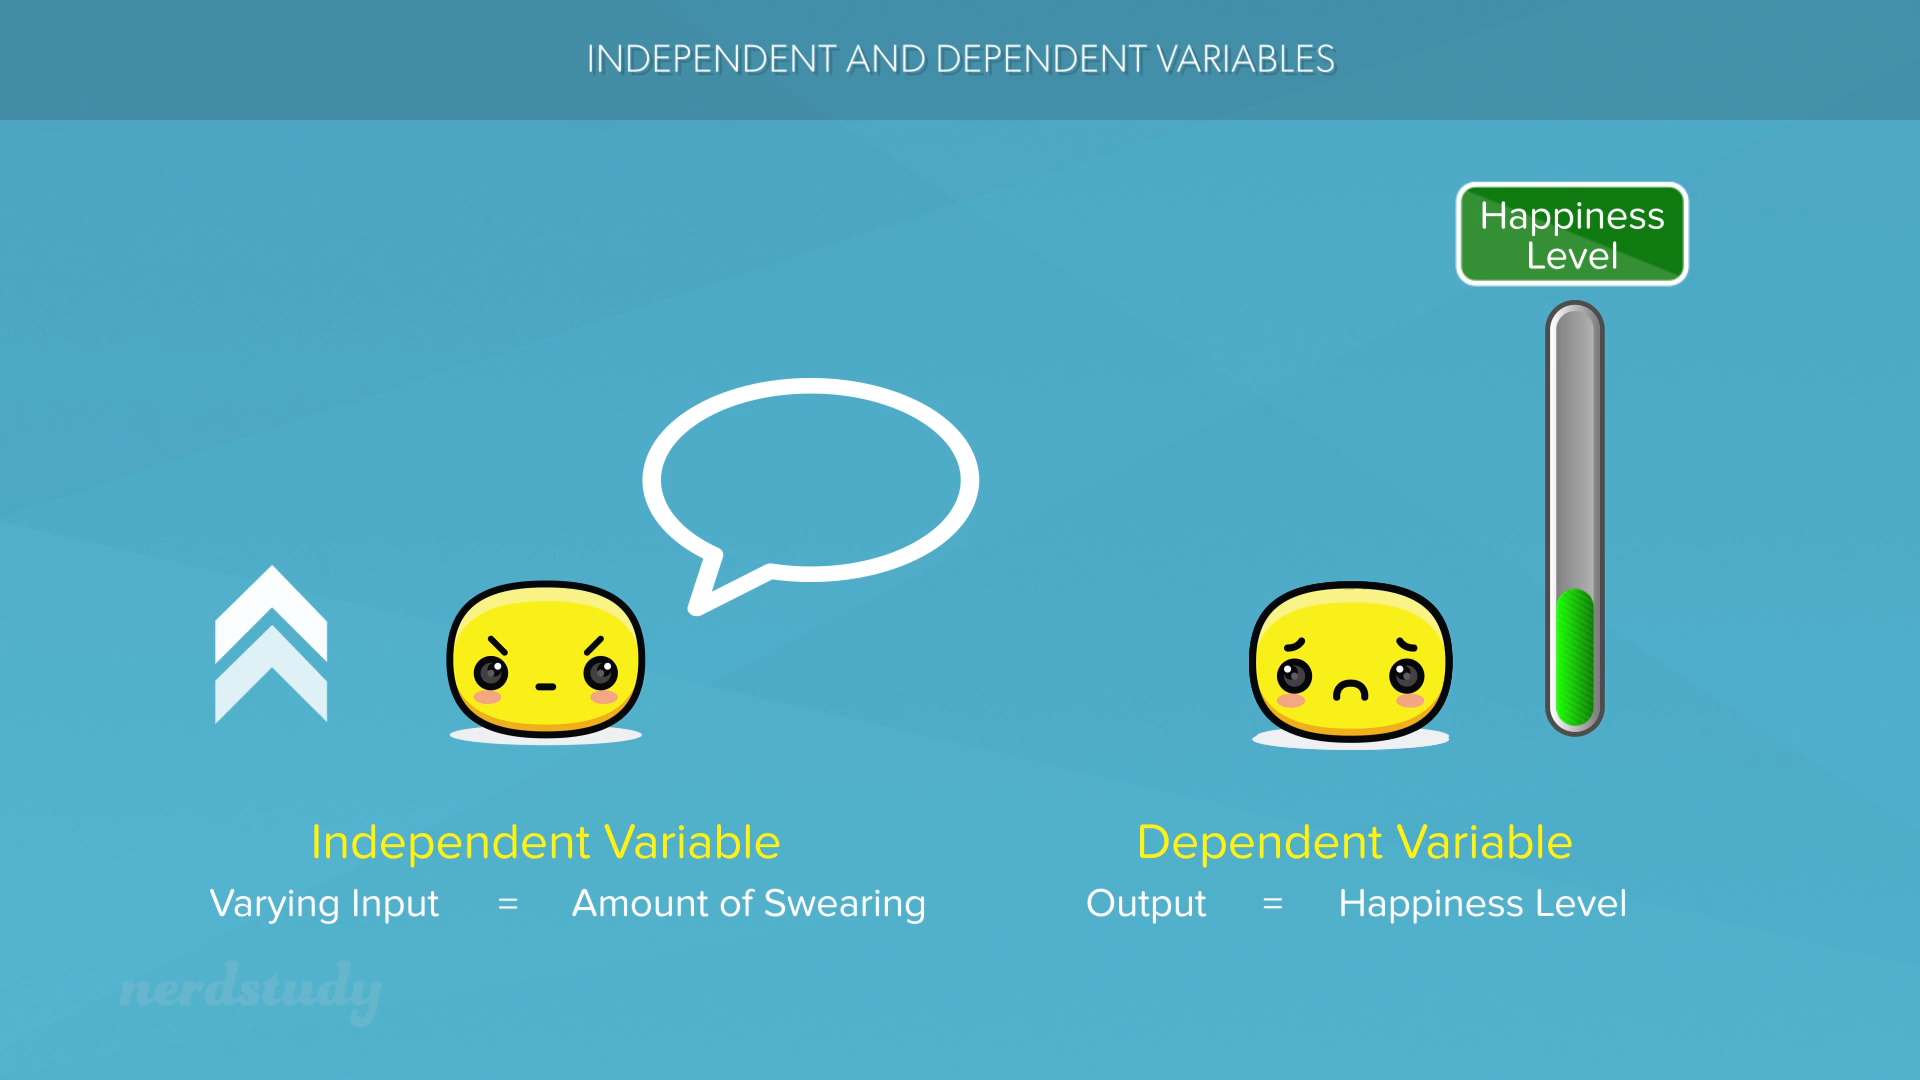 INDEPENDENT AND DEPENDENT VARIABLES
Happiness
Level
Independent Variable
Varying Input = Amount of Swearing
Dependent Variable
Output = Happiness Level
nerdstudy